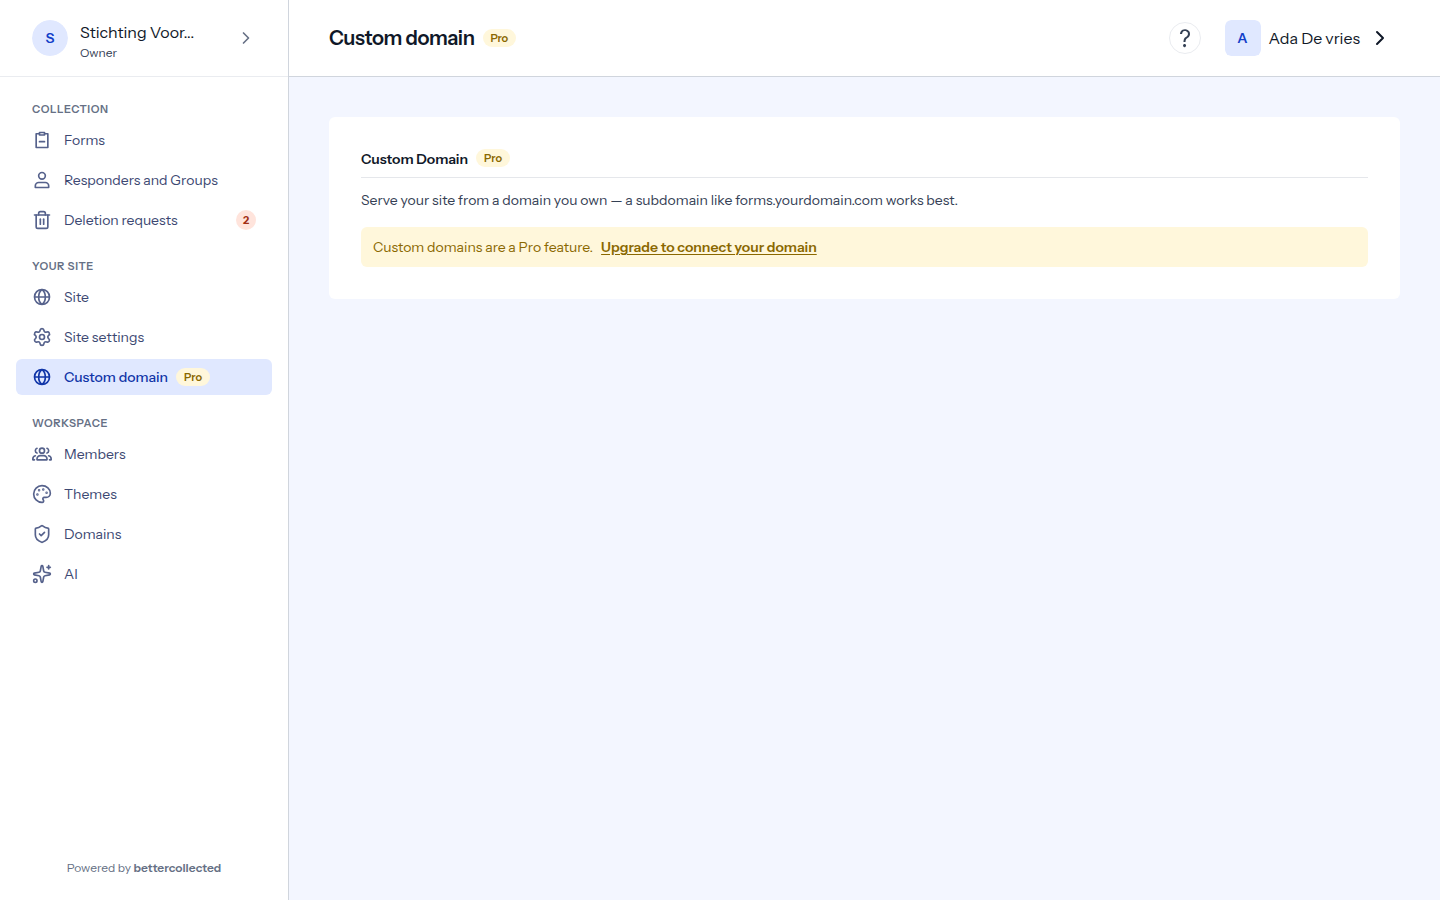 S
Stichting Voor...
Owner
Custom domain Pro
?
A
Ada De vries
COLLECTION
Forms
Responders and Groups
Deletion requests 2
YOUR SITE
Site
Site settings
Custom domain Pro
WORKSPACE
Members
Themes
Domains
AI
Powered by bettercollected
Custom Domain Pro
Serve your site from a domain you own — a subdomain like forms.yourdomain.com works best.
Custom domains are a Pro feature. Upgrade to connect your domain